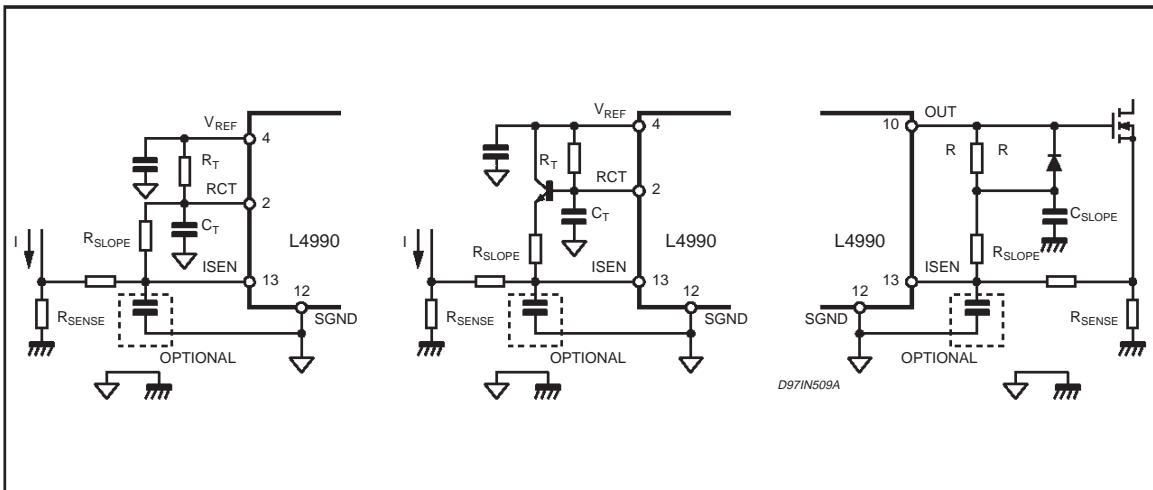 VREF
4
RT
RCT
2
CT
RSLOPE
L4990
I
ISEN
13
12
RSENSE
SGND
OPTIONAL
VREF
4
RT
RCT
2
CT
RSLOPE
L4990
I
ISEN
13
12
RSENSE
SGND
OPTIONAL
10
OUT
R
R
CSLOPE
L4990
RSLOPE
13
ISEN
12
SGND
RSENSE
OPTIONAL
D97IN509A